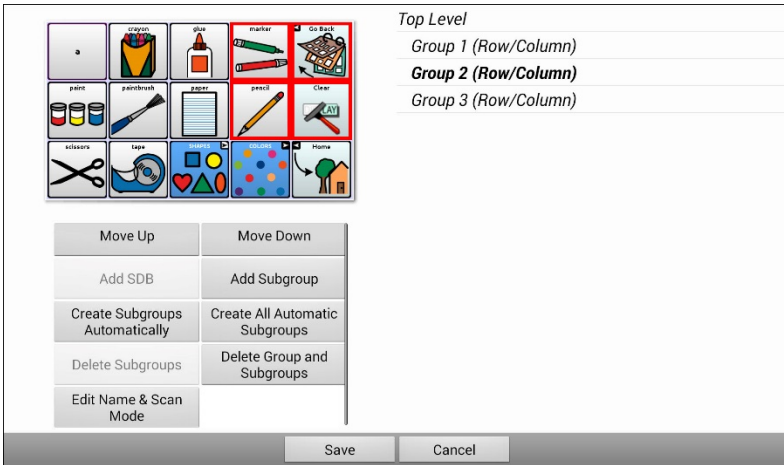 a
crayon
glue
marker
Go Back
paint
paintbrush
paper
pencil
Clear
scissors
tape
SHAPES
COLORS
Home
Top Level
Group 1 (Row/Column)
Group 2 (Row/Column)
Group 3 (Row/Column)
Move Up
Move Down
Add SDB
Add Subgroup
Create Subgroups
Automatically
Create All Automatic
Subgroups
Delete Subgroups
Delete Group and
Subgroups
Edit Name & Scan
Mode
Save
Cancel